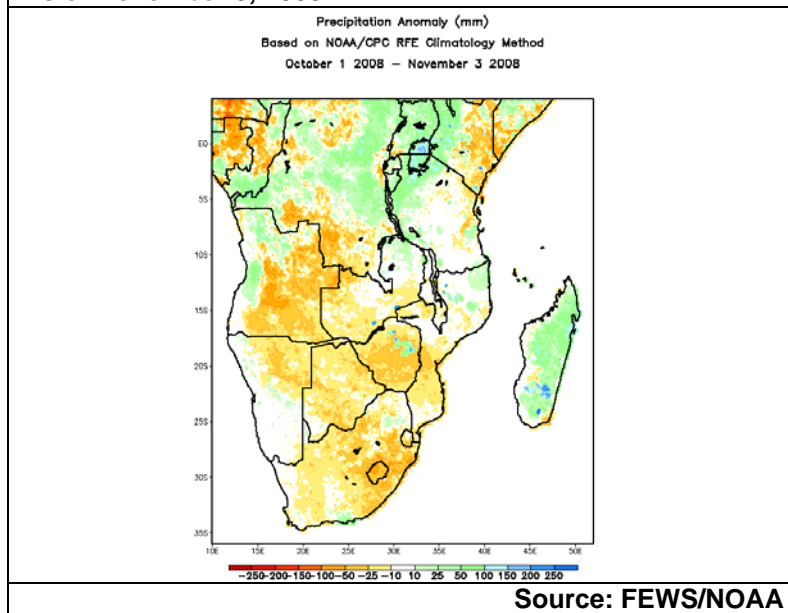 Precipitation Anomaly (mm)
Based on NOAA/CPC RFE Climatology Method
October 1 2008 – November 3 2008
EQ
5S
10S
15S
20S
25S
30S
35S
10E 15E 20E 25E 30E 35E 40E 45E 50E
-250-200-150-100-50 -25 -10 10 25 50 100 150 200 250
Source: FEWS/NOAA